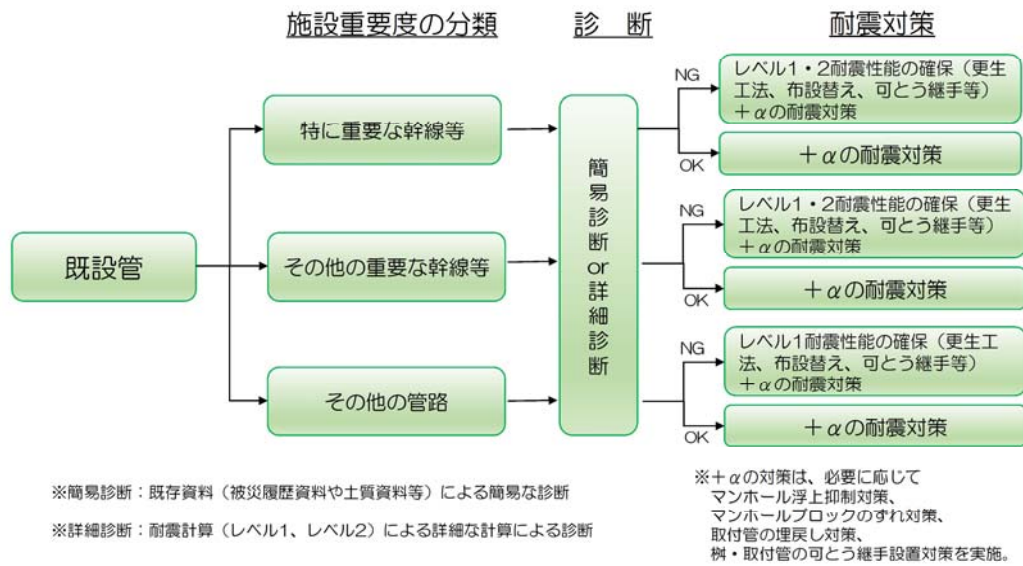 施設重要度の分類
診 断
耐震対策
既設管
特に重要な幹線等
その他の重要な幹線等
その他の管路
簡易診断or詳細診断
NG
レベル1・2耐震性能の確保（更生
工法、布設替え、可とう継手等）
＋αの耐震対策
OK
＋αの耐震対策
NG
レベル1・2耐震性能の確保（更生
工法、布設替え、可とう継手等）
＋αの耐震対策
OK
＋αの耐震対策
NG
レベル1耐震性能の確保（更生工
法、布設替え、可とう継手等）
＋αの耐震対策
OK
＋αの耐震対策
※簡易診断：既存資料（被災履歴資料や土質資料等）による簡易な診断
※詳細診断：耐震計算（レベル1、レベル2）による詳細な計算による診断
※＋αの対策は、必要に応じて
マンホール浮上抑制対策、
マンホールブロックのずれ対策、
取付管の埋戻し対策、
桝・取付管の可とう継手設置対策を実施。